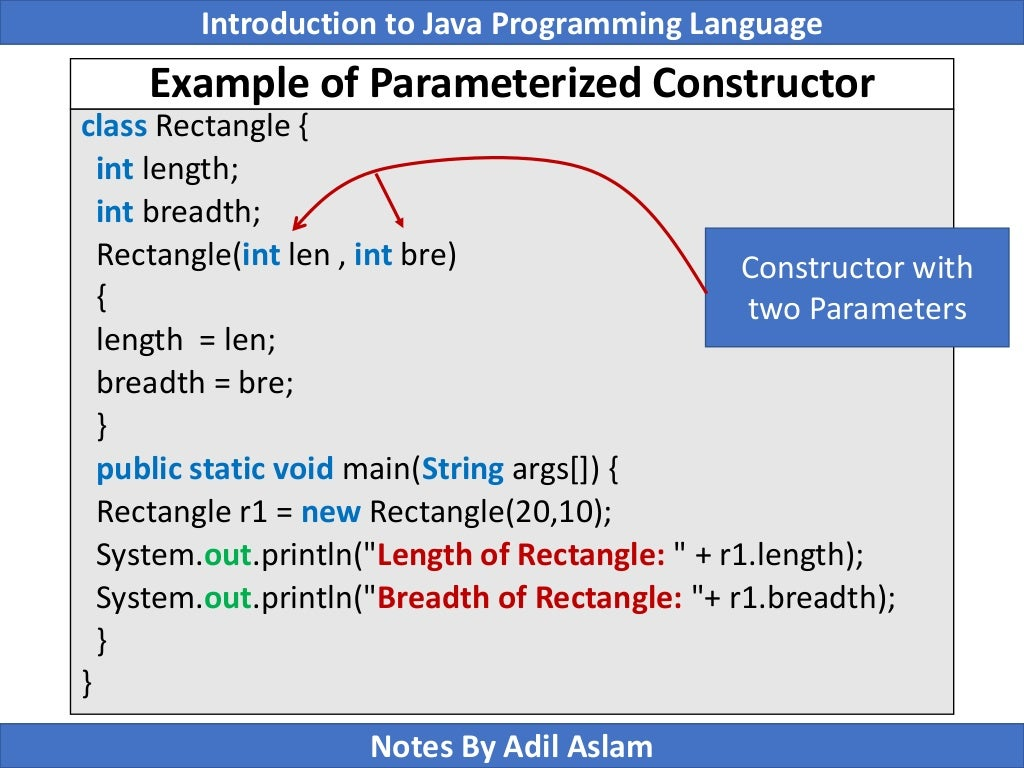 Introduction to Java Programming Language
Example of Parameterized Constructor
class Rectangle {
int length;
int breadth;
Rectangle(int len , int bre)
{
length = len;
breadth = bre;
}
public static void main(String args[]) {
Rectangle r1 = new Rectangle(20,10);
System.out.println("Length of Rectangle: " + r1.length);
System.out.println("Breadth of Rectangle: "+ r1.breadth);
}
}
Constructor with
two Parameters
Notes By Adil Aslam